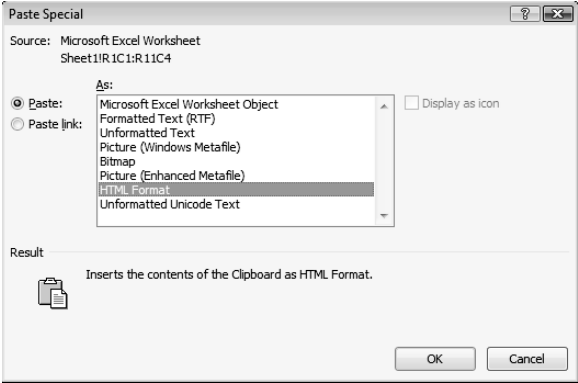 Paste Special
Source: Microsoft Excel Worksheet
Sheet1!R1C1:R11C4
As:
Paste:
Paste link:
Microsoft Excel Worksheet Object
Formatted Text (RTF)
Unformatted Text
Picture (Windows Metafile)
Bitmap
Picture (Enhanced Metafile)
HTML Format
Unformatted Unicode Text
Display as icon
Result
Inserts the contents of the Clipboard as HTML Format.
OK Cancel